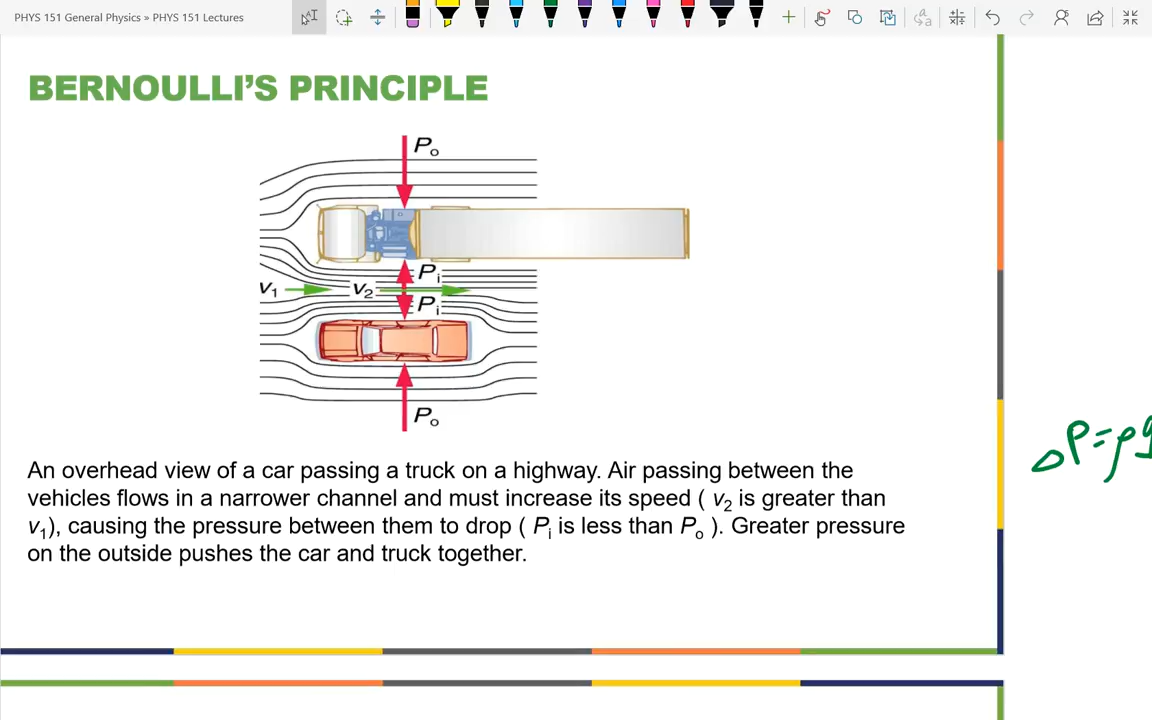 PHYS 151 General Physics » PHYS 151 Lectures
BERNOULLI'S PRINCIPLE
Po
Pi
v1 v2
Pi
Po
ΔP=ρg
An overhead view of a car passing a truck on a highway. Air passing between the
vehicles flows in a narrower channel and must increase its speed ( v2 is greater than
v1), causing the pressure between them to drop ( Pi is less than Po ). Greater pressure
on the outside pushes the car and truck together.